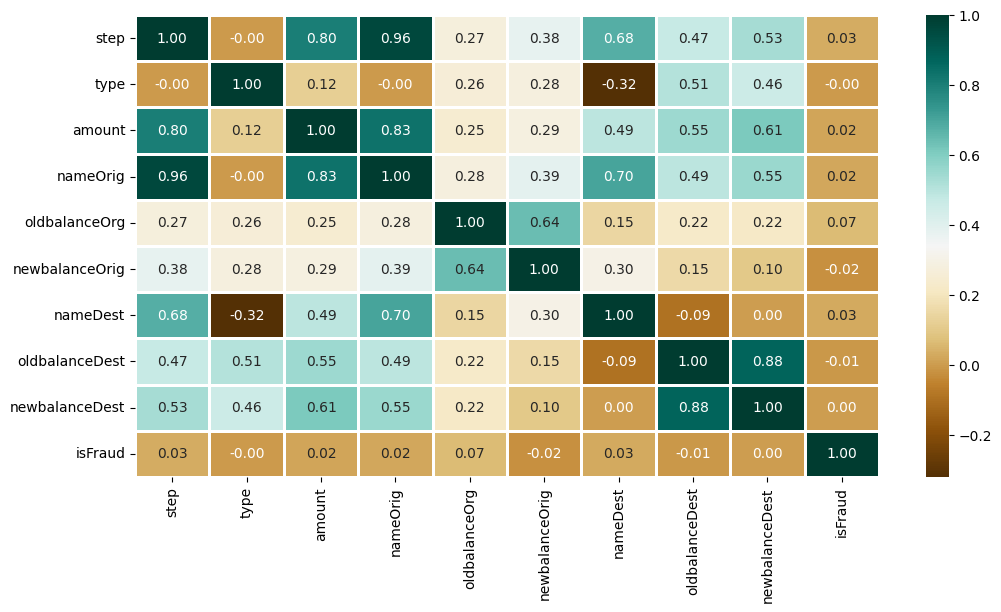 step 1.00 -0.00 0.80 0.96 0.27 0.38 0.68 0.47 0.53 0.03
type -0.00 1.00 0.12 -0.00 0.26 0.28 -0.32 0.51 0.46 -0.00
amount 0.80 0.12 1.00 0.83 0.25 0.29 0.49 0.55 0.61 0.02
nameOrig 0.96 -0.00 0.83 1.00 0.28 0.39 0.70 0.49 0.55 0.02
oldbalanceOrg 0.27 0.26 0.25 0.28 1.00 0.64 0.15 0.22 0.22 0.07
newbalanceOrig 0.38 0.28 0.29 0.39 0.64 1.00 0.30 0.15 0.10 -0.02
nameDest 0.68 -0.32 0.49 0.70 0.15 0.30 1.00 -0.09 0.00 0.03
oldbalanceDest 0.47 0.51 0.55 0.49 0.22 0.15 -0.09 1.00 0.88 -0.01
newbalanceDest 0.53 0.46 0.61 0.55 0.22 0.10 0.00 0.88 1.00 0.00
isFraud 0.03 -0.00 0.02 0.02 0.07 -0.02 0.03 -0.01 0.00 1.00
step
type
amount
nameOrig
oldbalanceOrg
newbalanceOrig
nameDest
oldbalanceDest
newbalanceDest
isFraud
1.0
0.8
0.6
0.4
0.2
0.0
−0.2